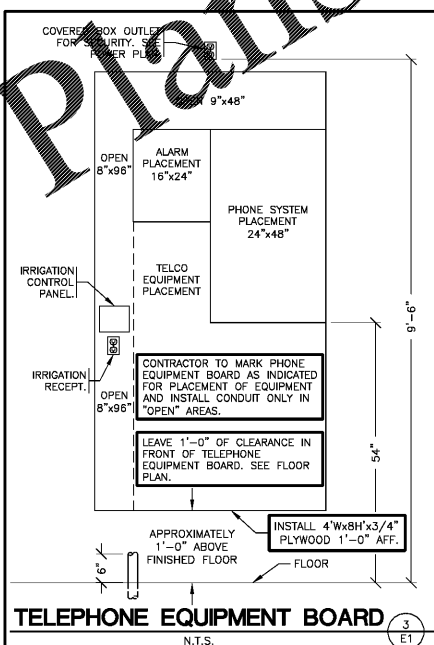 Plans
COVERED BOX OUTLET
FOR SECURITY. SEE
POWER PLAN.
OPEN 9"x48"
OPEN
8"x96"
ALARM
PLACEMENT
16"x24"
PHONE SYSTEM
PLACEMENT
24"x48"
TELCO
EQUIPMENT
PLACEMENT
IRRIGATION
CONTROL
PANEL.
IRRIGATION
RECEPT.
OPEN
8"x96"
9'-6"
54"
CONTRACTOR TO MARK PHONE
EQUIPMENT BOARD AS INDICATED
FOR PLACEMENT OF EQUIPMENT
AND INSTALL CONDUIT ONLY IN
"OPEN" AREAS.
LEAVE 1'-0" OF CLEARANCE IN
FRONT OF TELEPHONE
EQUIPMENT BOARD. SEE FLOOR
PLAN.
INSTALL 4'Wx8H'x3/4"
PLYWOOD 1'-0" AFF.
APPROXIMATELY
1'-0" ABOVE
FINISHED FLOOR
6"
FLOOR
TELEPHONE EQUIPMENT BOARD
3
E1
N.T.S.